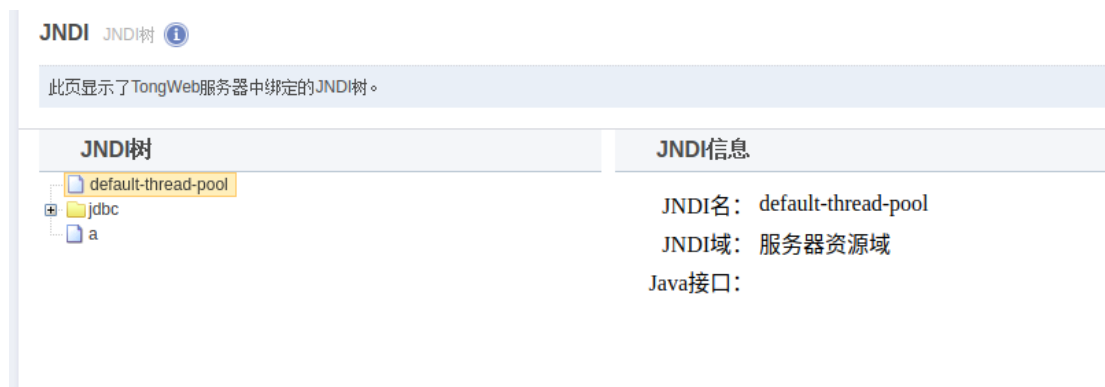 JNDI JNDI树
此页显示了TongWeb服务器中绑定的JNDI树。
JNDI树
default-thread-pool
jdbc
a
JNDI信息
JNDI名： default-thread-pool
JNDI域： 服务器资源域
Java接口：